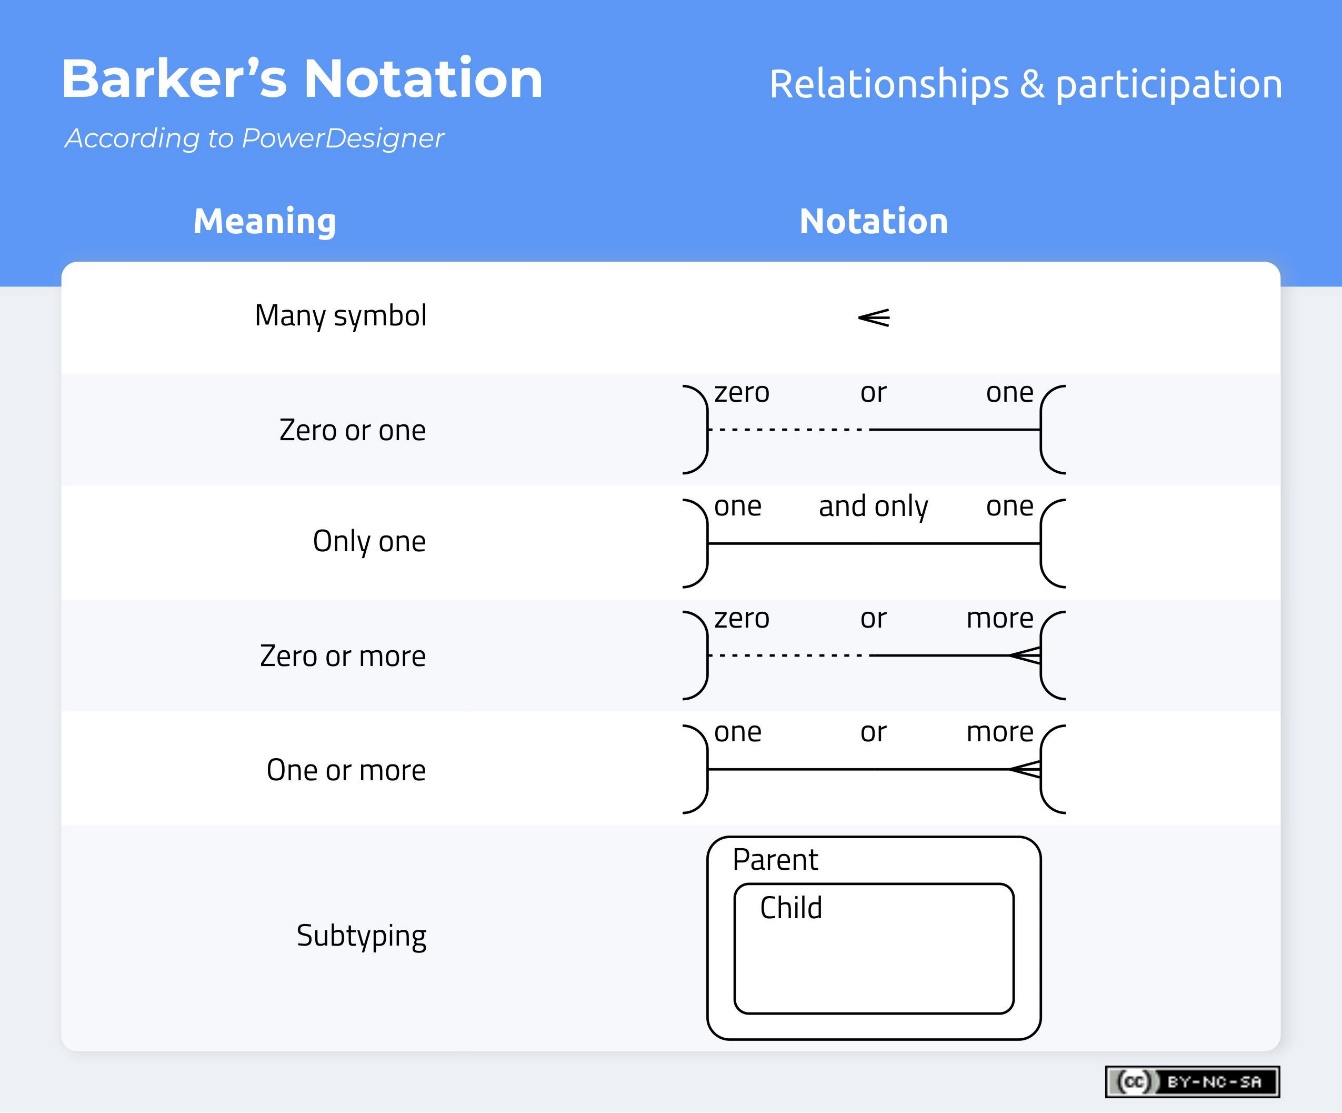 Barker’s Notation
Relationships & participation
According to PowerDesigner
Meaning
Notation
Many symbol
Zero or one
zero or one
Only one
one and only one
Zero or more
zero or more
One or more
one or more
Subtyping
Parent
Child
cc BY-NC-SA